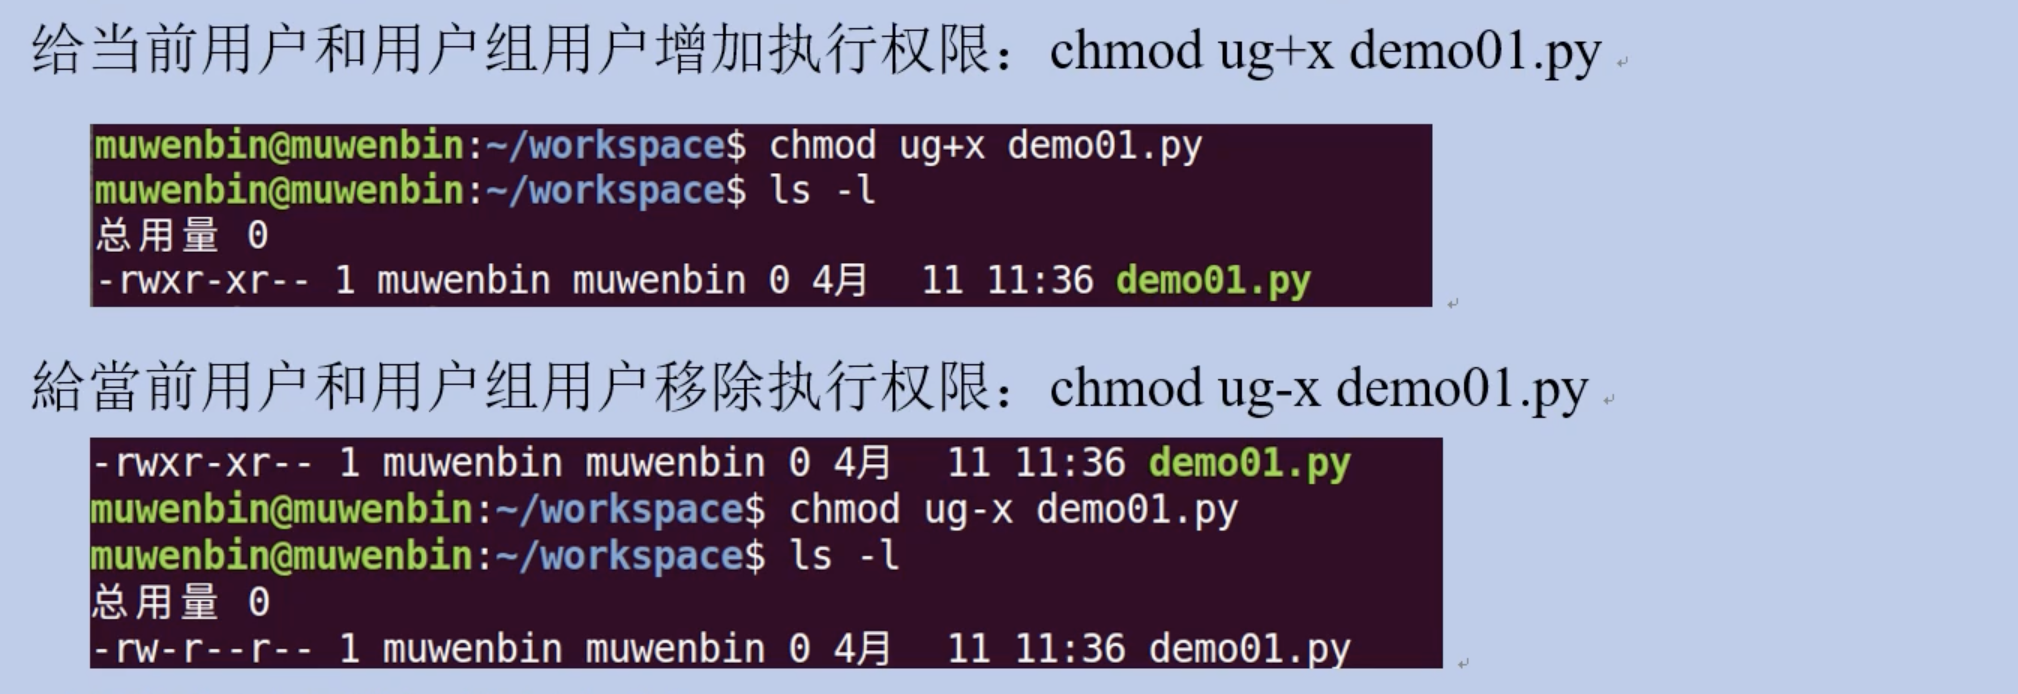 给当前用户和用户组用户增加执行权限：chmod ug+x demo01.py
muwenbin@muwenbin:~/workspace$ chmod ug+x demo01.py
muwenbin@muwenbin:~/workspace$ ls -l
总用量 0
-rwxr-xr-- 1 muwenbin muwenbin 0 4月  11 11:36 demo01.py
給當前用户和用户组用户移除执行权限：chmod ug-x demo01.py
-rwxr-xr-- 1 muwenbin muwenbin 0 4月  11 11:36 demo01.py
muwenbin@muwenbin:~/workspace$ chmod ug-x demo01.py
muwenbin@muwenbin:~/workspace$ ls -l
总用量 0
-rw-r--r-- 1 muwenbin muwenbin 0 4月  11 11:36 demo01.py